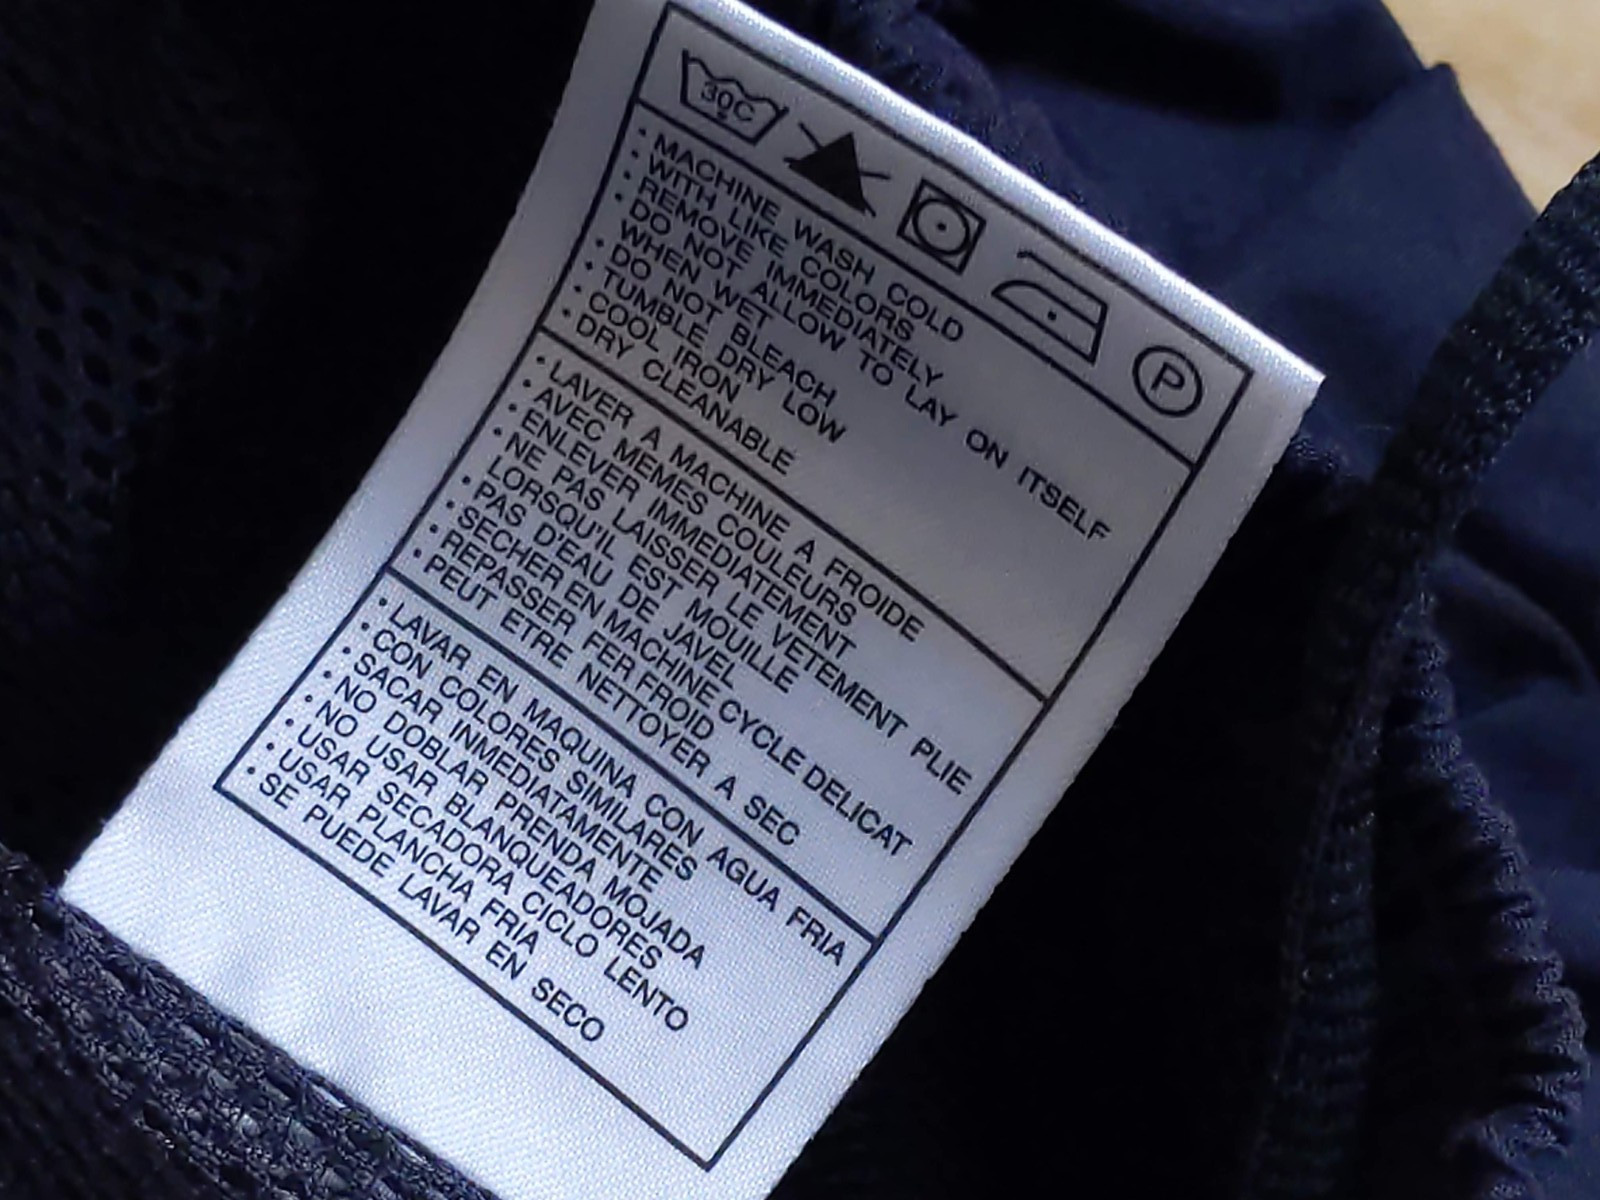 30C
P
• MACHINE WASH COLD
• WITH LIKE COLORS
• REMOVE IMMEDIATELY
• DO NOT ALLOW TO LAY ON ITSELF
WHEN WET
• DO NOT BLEACH
• TUMBLE DRY LOW
• COOL IRON
• DRY CLEANABLE
• LAVER A MACHINE A FROIDE
• AVEC MEMES COULEURS
• ENLEVER IMMEDIATEMENT
• NE PAS LAISSER LE VETEMENT PLIE
LORSQU'IL EST MOUILLE
• PAS D'EAU DE JAVEL
• SECHER EN MACHINE CYCLE DELICAT
• REPASSER FER FROID
• PEUT ETRE NETTOYER A SEC
• LAVAR EN MAQUINA CON AGUA FRIA
• CON COLORES SIMILARES
• SACAR INMEDIATAMENTE
• NO DOBLAR PRENDA MOJADA
• NO USAR BLANQUEADORES
• USAR SECADORA CICLO LENTO
• USAR PLANCHA FRIA
• SE PUEDE LAVAR EN SECO